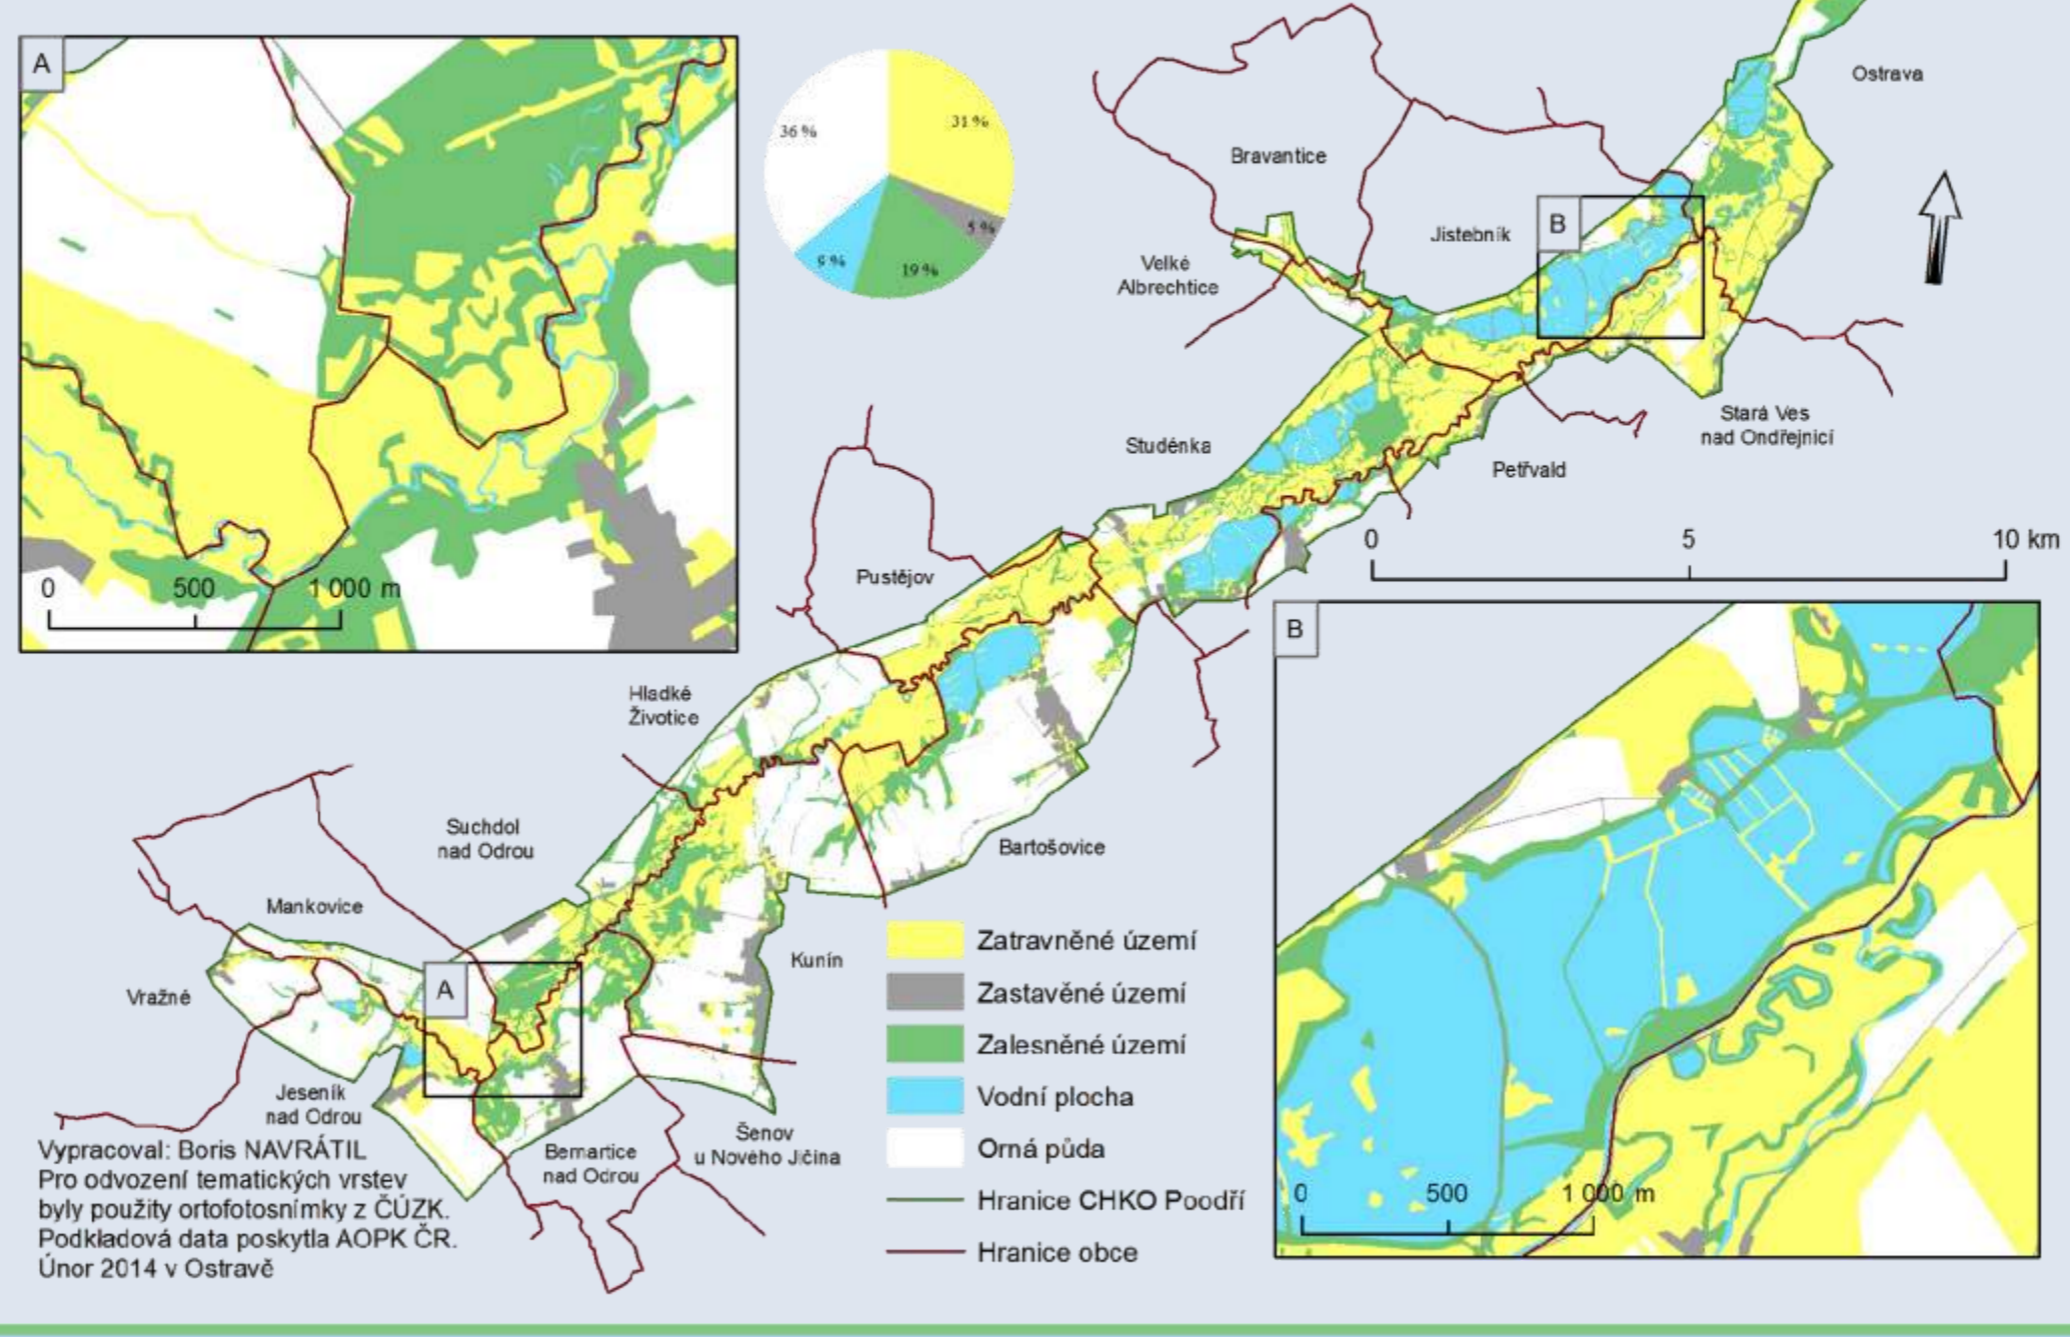 A
36 %
31 %
5 %
19 %
9 %
Ostrava
Bravantice
B
Jistebník
Velké
Albrechtice
Stará Ves
nad Ondřejnicí
Studénka
Petřvald
0 5 10 km
Pustějov
0 500 1 000 m
B
Hladké
Životice
Suchdol
nad Odrou
Bartošovice
Mankovice
Kunín
Vražné
A
Jeseník
nad Odrou
Šenov
u Nového Jičína
Bernartice
nad Odrou
Zatravněné území
Zastavěné území
Zalesněné území
Vodní plocha
Orná půda
Hranice CHKO Poodří
Hranice obce
0 500 1 000 m
Vypracoval: Boris NAVRÁTIL
Pro odvození tematických vrstev
byly použity ortofotosnímky z ČÚZK.
Podkladová data poskytla AOPK ČR.
Únor 2014 v Ostravě